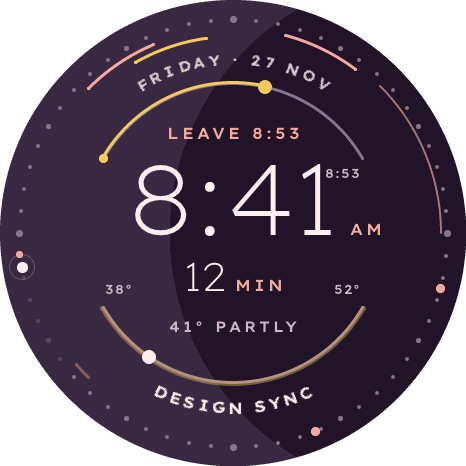 FRIDAY · 27 NOV
LEAVE 8:53
8:41 AM
8:53
12 MIN
38°
52°
41° PARTLY
DESIGN SYNC